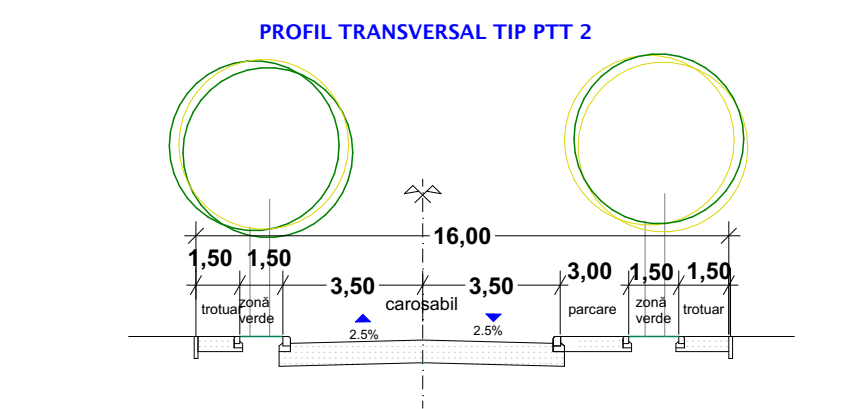 PROFIL TRANSVERSAL TIP PTT 2
16,00
1,50 1,50 3,50 3,50 3,00 1,50 1,50
trotuar
zonă
verde
carosabil
parcare
zonă
verde
trotuar
2.5%
2.5%